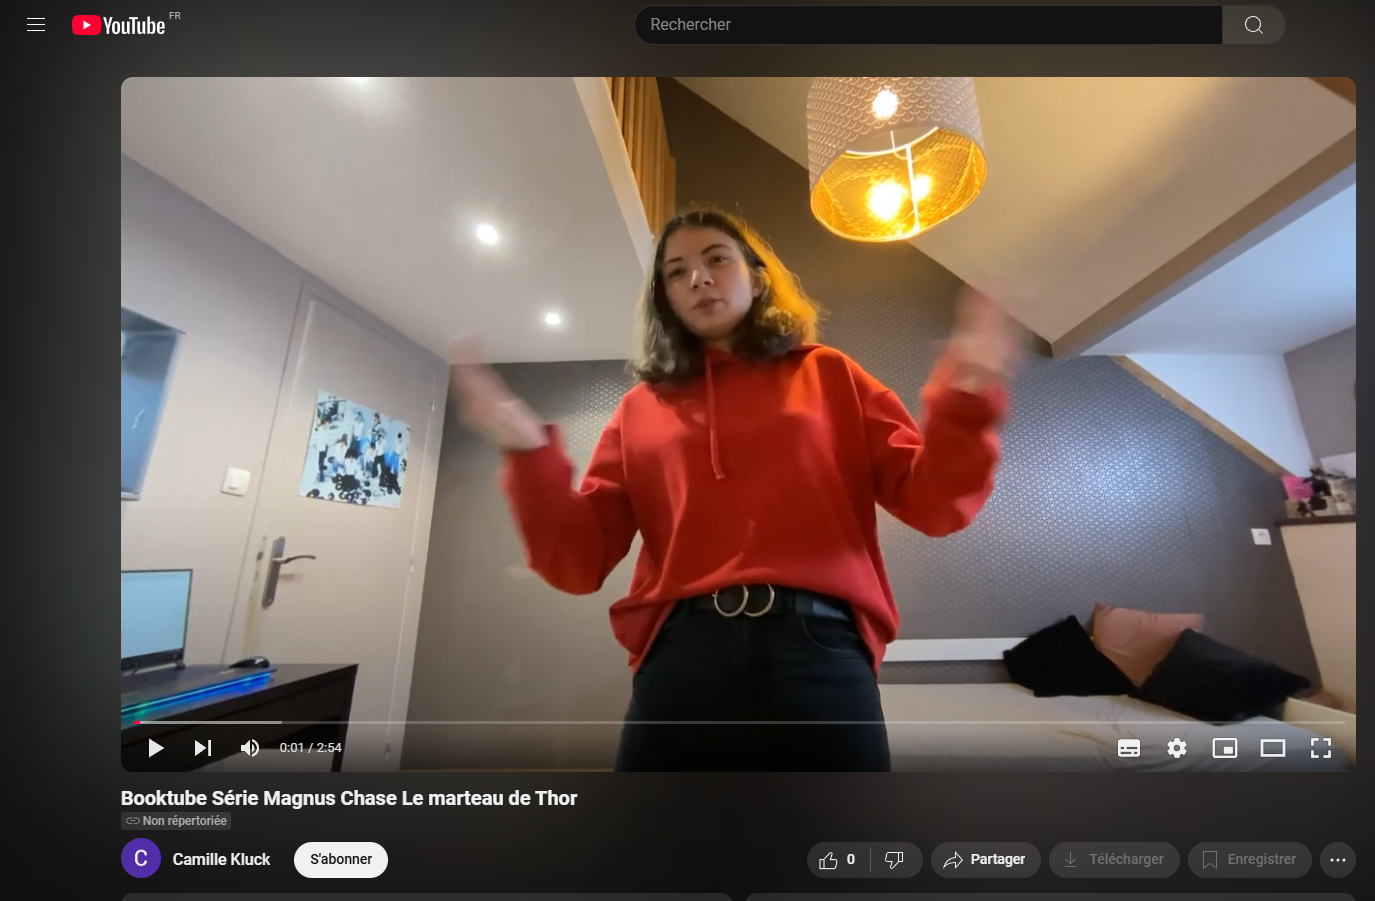 YouTube FR
Rechercher
0:01 / 2:54
Booktube Série Magnus Chase Le marteau de Thor
Non répertoriée
C
Camille Kluck
S'abonner
0
Partager
Télécharger
Enregistrer